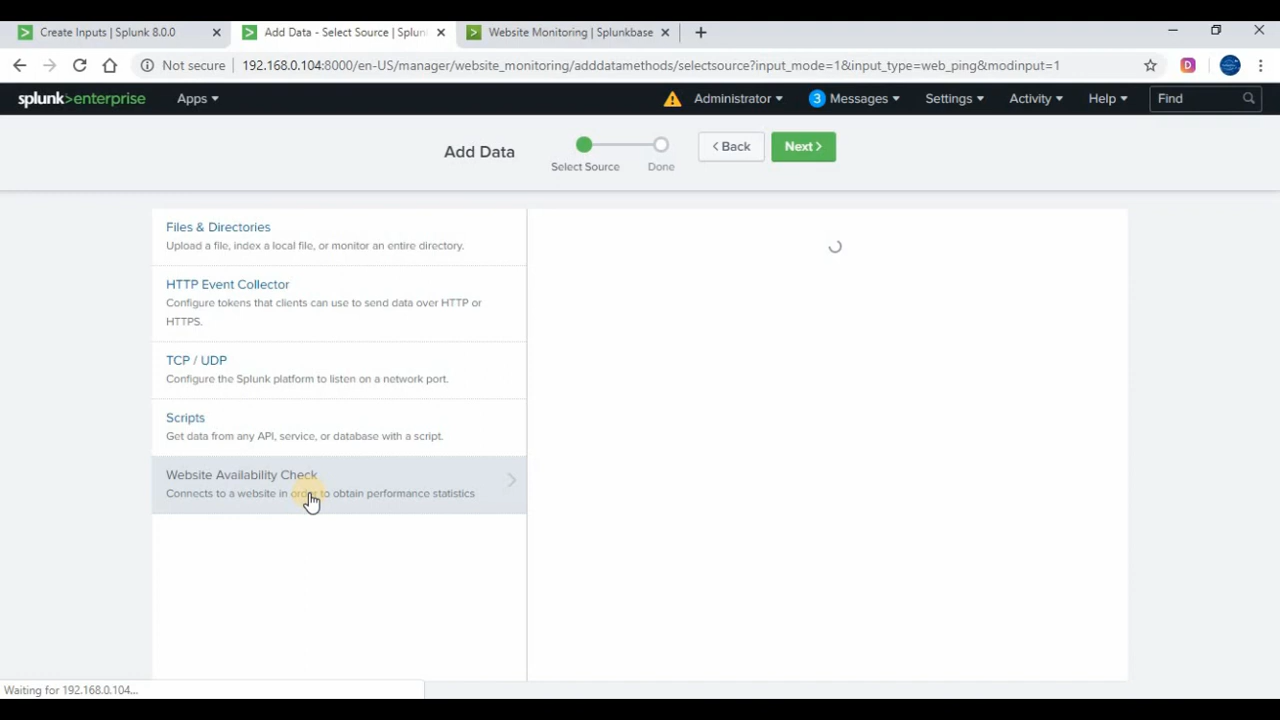 Create Inputs | Splunk 8.0.0
Add Data - Select Source | Splun
Website Monitoring | Splunkbase
Not secure
192.168.0.104:8000/en-US/manager/website_monitoring/adddatamethods/selectsource?input_mode=1&input_type=web_ping&modinput=1
D
splunk>enterprise
Apps
Administrator
3 Messages
Settings
Activity
Help
Find
Add Data
Select Source
Done
< Back
Next >
Files & Directories
Upload a file, index a local file, or monitor an entire directory.
HTTP Event Collector
Configure tokens that clients can use to send data over HTTP or
HTTPS.
TCP / UDP
Configure the Splunk platform to listen on a network port.
Scripts
Get data from any API, service, or database with a script.
Website Availability Check
Connects to a website in order to obtain performance statistics
Waiting for 192.168.0.104...